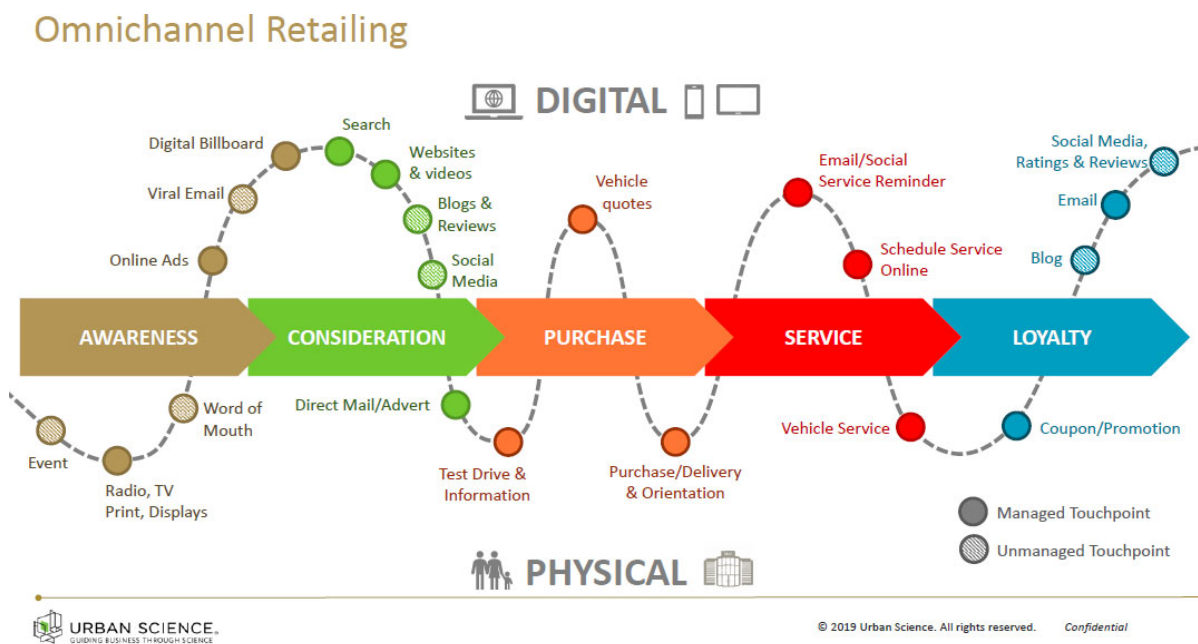 Omnichannel Retailing
DIGITAL
Search
Digital Billboard
Websites
& videos
Viral Email
Blogs &
Reviews
Online Ads
Social
Media
Vehicle
quotes
Email/Social
Service Reminder
Schedule Service
Online
Social Media,
Ratings & Reviews
Email
Blog
AWARENESS
CONSIDERATION
PURCHASE
SERVICE
LOYALTY
Event
Radio, TV
Print, Displays
Word of
Mouth
Direct Mail/Advert
Test Drive &
Information
Purchase/Delivery
& Orientation
Vehicle Service
Coupon/Promotion
Managed Touchpoint
Unmanaged Touchpoint
PHYSICAL
URBAN SCIENCE®
GUIDING BUSINESS THROUGH SCIENCE
© 2019 Urban Science. All rights reserved. Confidential